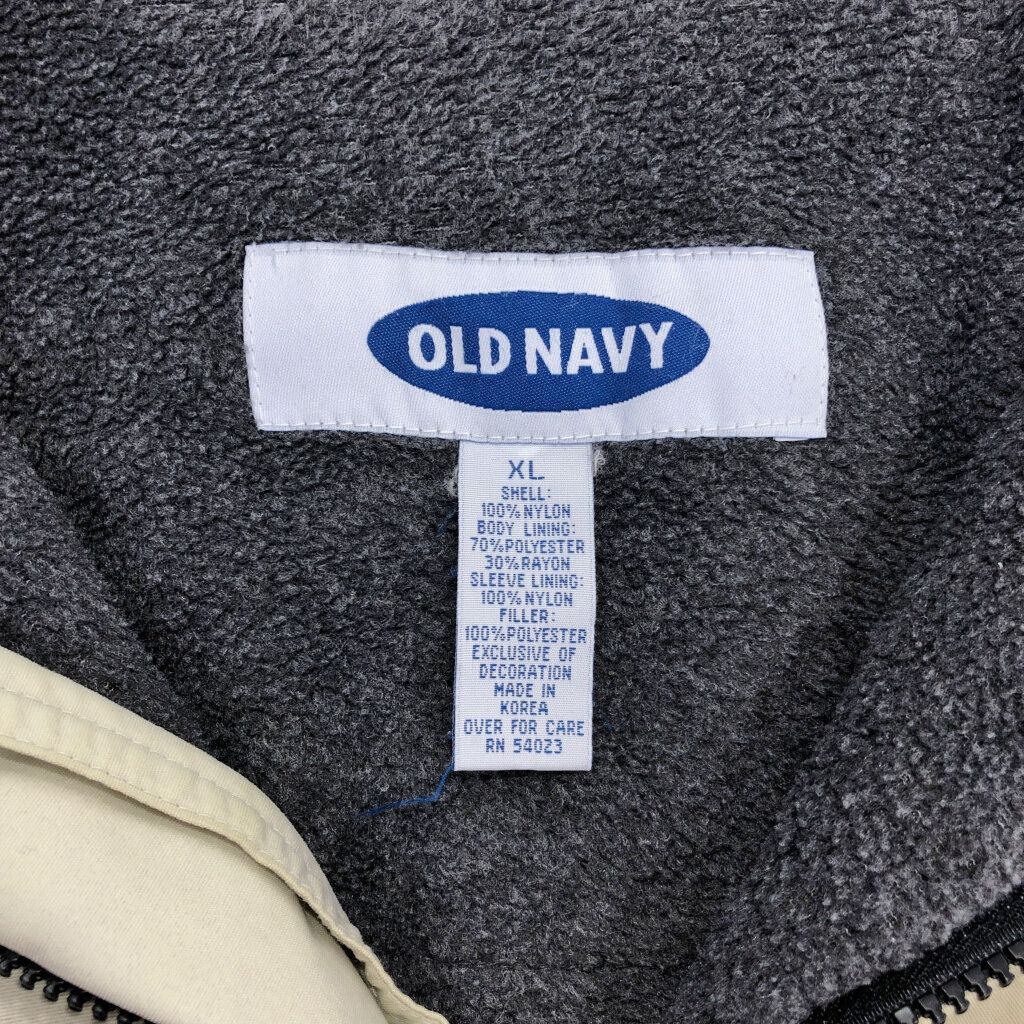 OLD NAVY
XL
SHELL:
100% NYLON
BODY LINING:
70%POLYESTER
30%RAYON
SLEEVE LINING:
100% NYLON
FILLER:
100%POLYESTER
EXCLUSIVE OF
DECORATION
MADE IN
KOREA
OVER FOR CARE
RN 54023